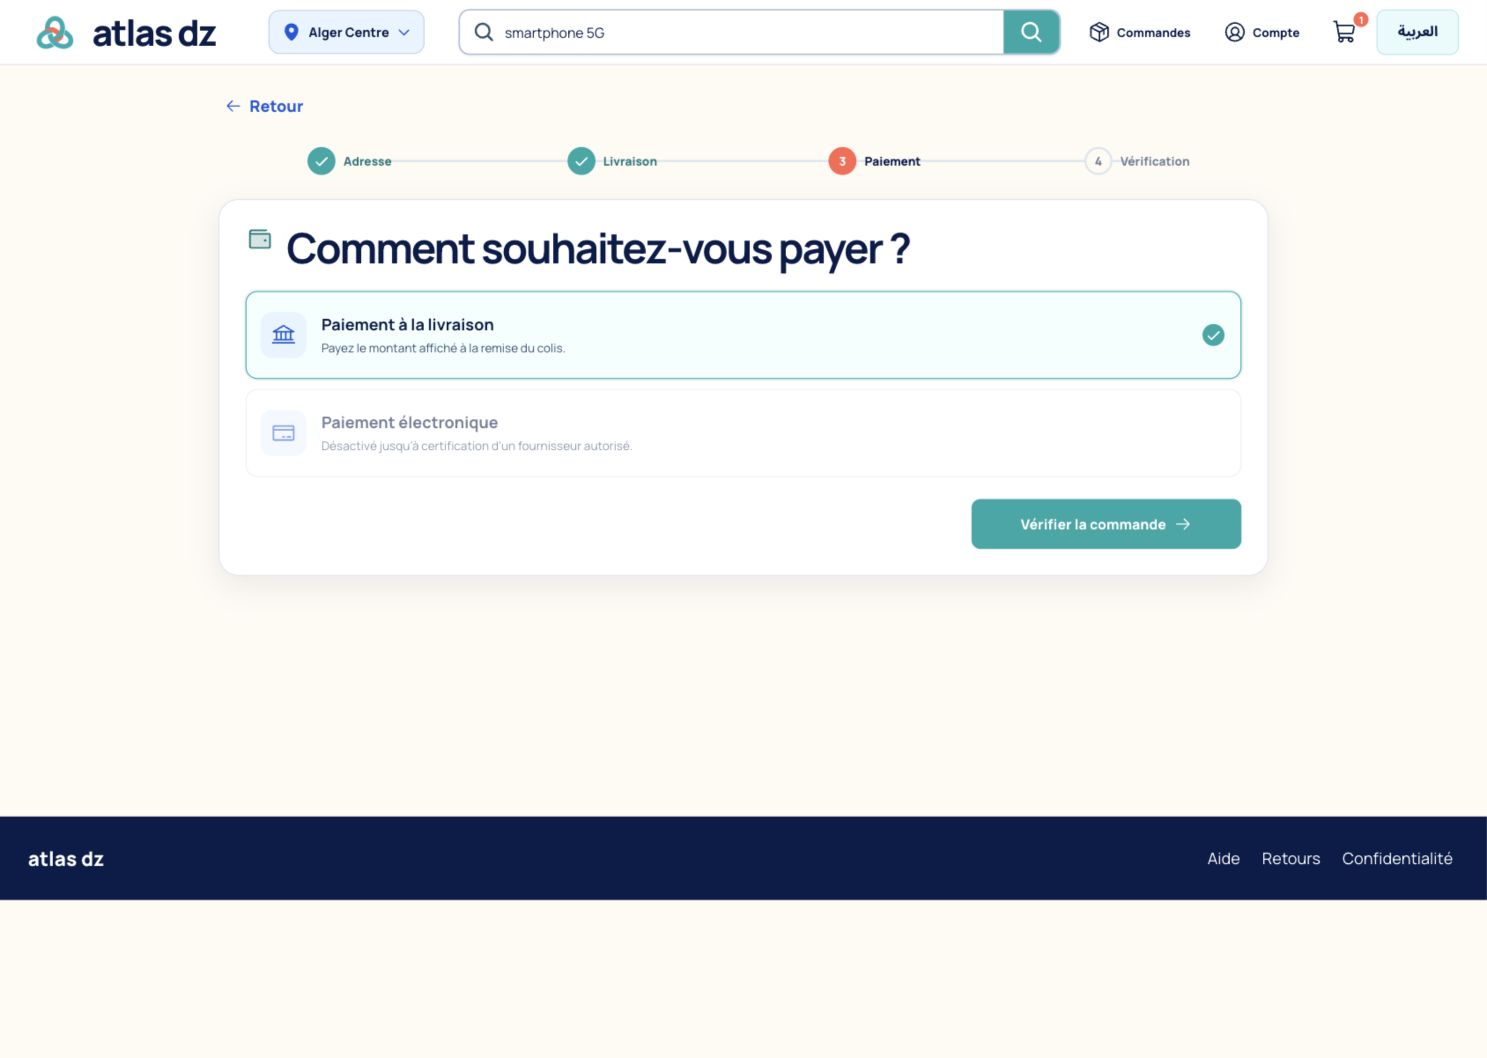 atlas dz
Alger Centre
smartphone 5G
Commandes
Compte
1
العربية
← Retour
Adresse
Livraison
3 Paiement
4 Vérification
Comment souhaitez-vous payer ?
Paiement à la livraison
Payez le montant affiché à la remise du colis.
Paiement électronique
Désactivé jusqu'à certification d'un fournisseur autorisé.
Vérifier la commande →
atlas dz
Aide
Retours
Confidentialité